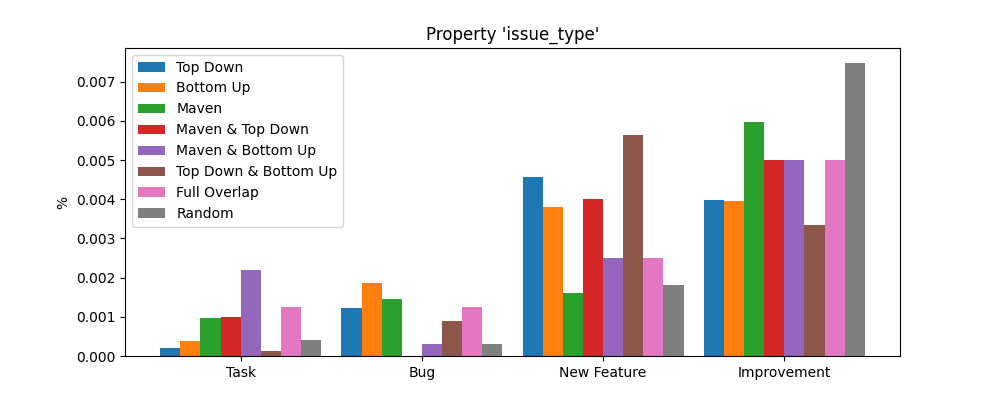 Property 'issue_type'
%
0.007
0.006
0.005
0.004
0.003
0.002
0.001
0.000
Top Down
Bottom Up
Maven
Maven & Top Down
Maven & Bottom Up
Top Down & Bottom Up
Full Overlap
Random
Task
Bug
New Feature
Improvement